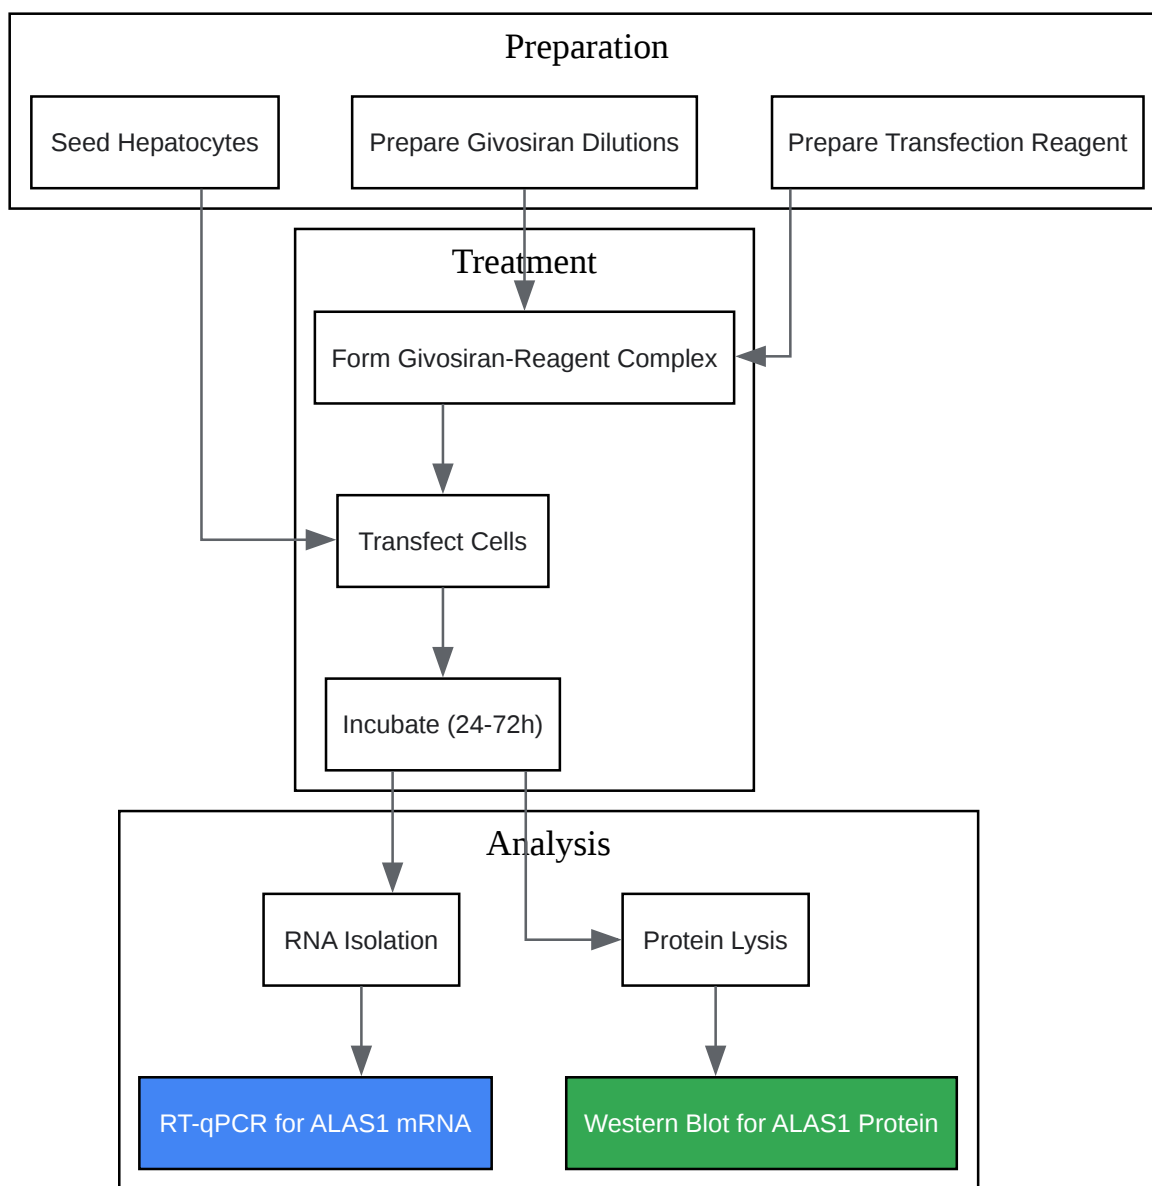 Preparation
Seed Hepatocytes
Prepare Givosiran Dilutions
Prepare Transfection Reagent
Treatment
Form Givosiran-Reagent Complex
Transfect Cells
Incubate (24-72h)
Analysis
RNA Isolation
Protein Lysis
RT-qPCR for ALAS1 mRNA
Western Blot for ALAS1 Protein